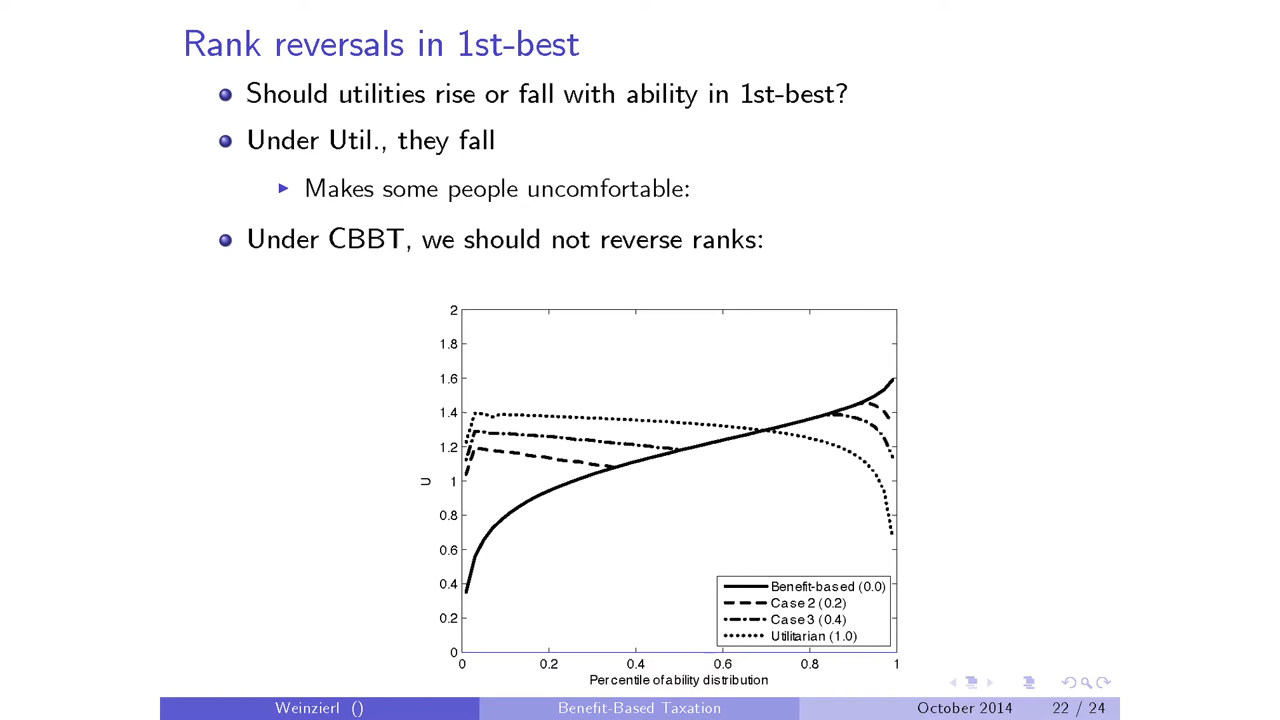 Rank reversals in 1st-best
Should utilities rise or fall with ability in 1st-best?
Under Util., they fall
Makes some people uncomfortable:
Under CBBT, we should not reverse ranks:
2
1.8
1.6
1.4
1.2
1
0.8
0.6
0.4
0.2
0
U
Benefit-based (0.0)
Case 2 (0.2)
Case 3 (0.4)
Utilitarian (1.0)
0 0.2 0.4 0.6 0.8 1
Percentile of ability distribution
Weinzierl () Benefit-Based Taxation October 2014 22 / 24